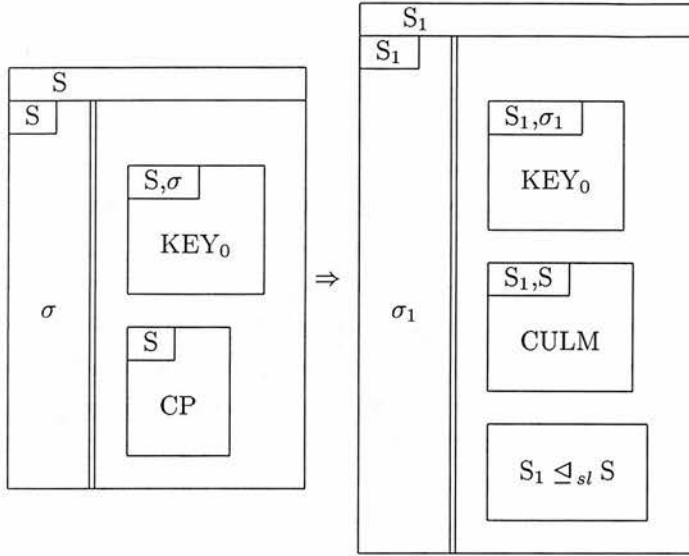 S
S
S,σ
KEY₀
σ
S
CP
⇒
S₁
S₁
S₁,σ₁
KEY₀
σ₁
S₁,S
CULM
S₁ ⊴ₛₗ S